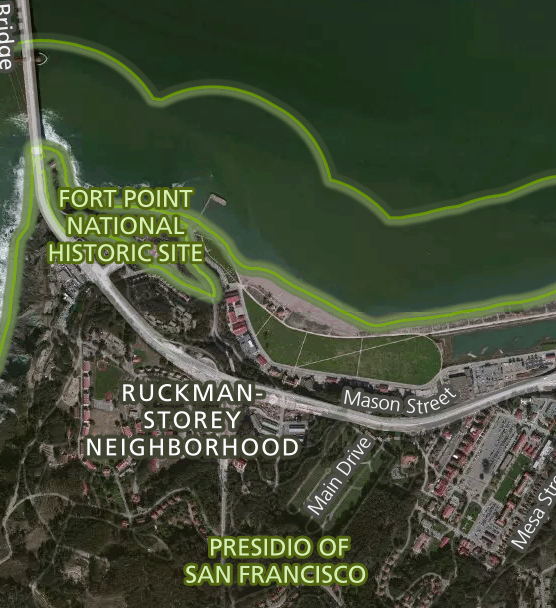 Bridge
FORT POINT
NATIONAL
HISTORIC SITE
RUCKMAN-
STOREY
NEIGHBORHOOD
Mason Street
Main Drive
Mesa Stre
PRESIDIO OF
SAN FRANCISCO